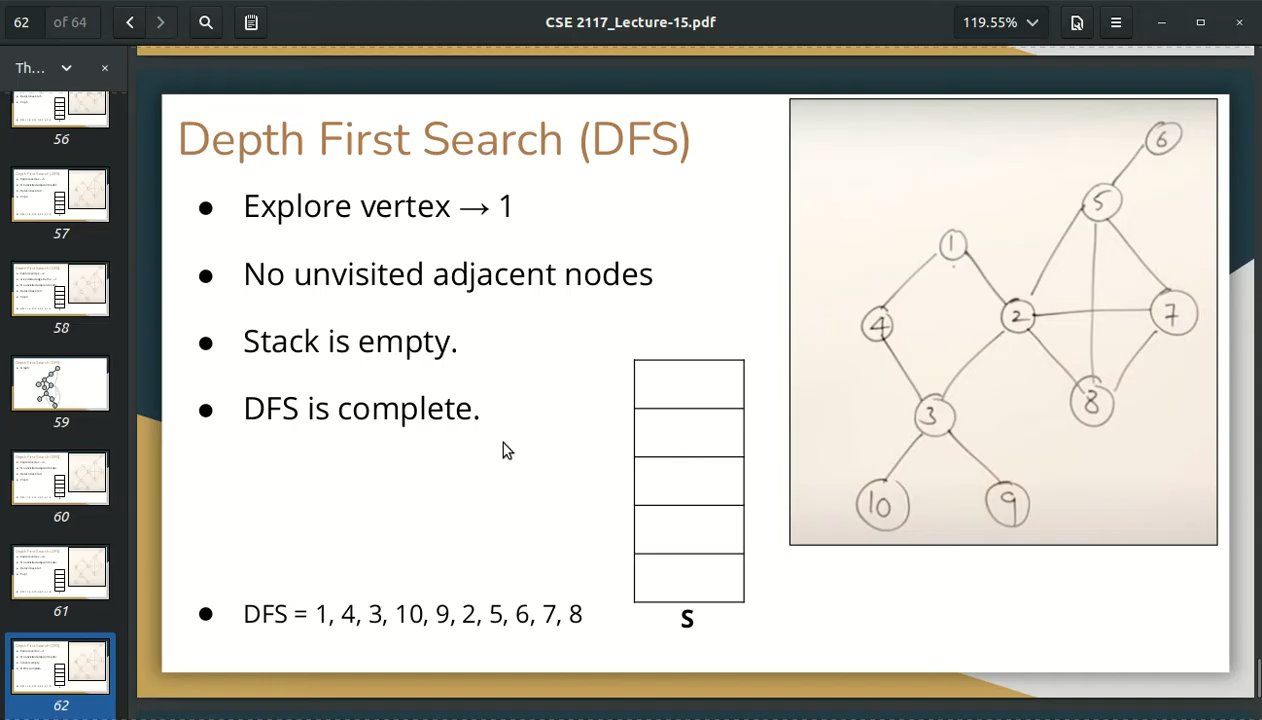 62 of 64
CSE 2117_Lecture-15.pdf
119.55%
Th...
56
57
58
59
60
61
62
Depth First Search (DFS)
● Explore vertex → 1
● No unvisited adjacent nodes
● Stack is empty.
● DFS is complete.
● DFS = 1, 4, 3, 10, 9, 2, 5, 6, 7, 8
S
6
5
1
2
7
4
8
3
10
9